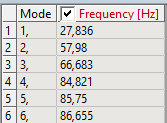 Mode Frequency [Hz]
1 1, 27,836
2 2, 57,98
3 3, 66,683
4 4, 84,821
5 5, 85,75
6 6, 86,655